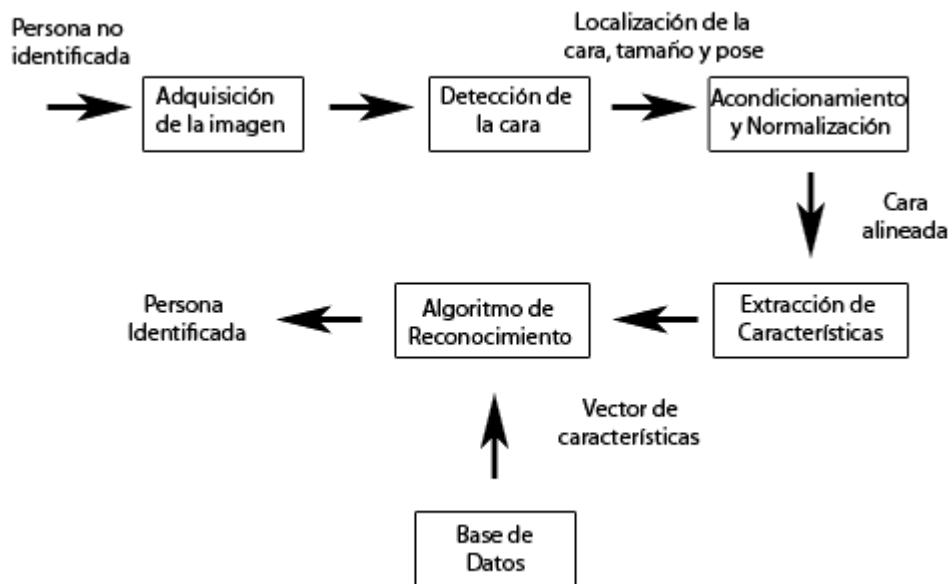 Persona no
identificada
Adquisición
de la imagen
Detección de
la cara
Localización de la
cara, tamaño y pose
Acondicionamiento
y Normalización
Cara
alineada
Extracción de
Características
Algoritmo de
Reconocimiento
Persona
Identificada
Vector de
características
Base de
Datos